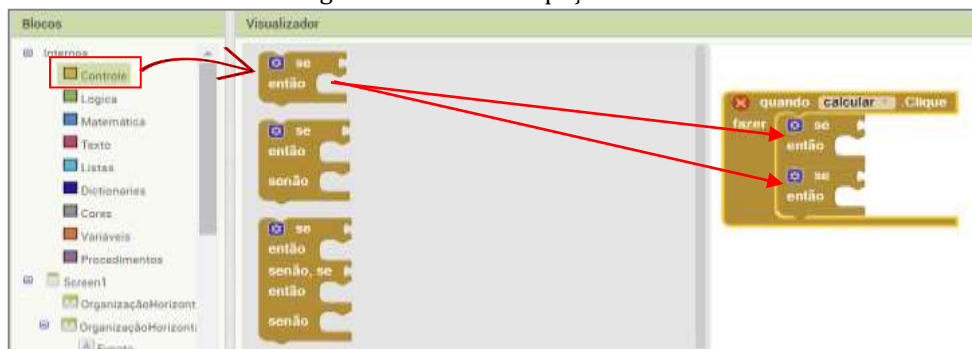 Blocos
Visualizador
Internos
Controle
Lógica
Matemática
Texto
Listas
Dictionaries
Cores
Variáveis
Procedimentos
Screen1
OrganizaçãoHorizont
OrganizaçãoHorizonta
se
então
se
então
senão
se
então
senão, se
então
senão
quando calcular .Clique
fazer
se
então
se
então